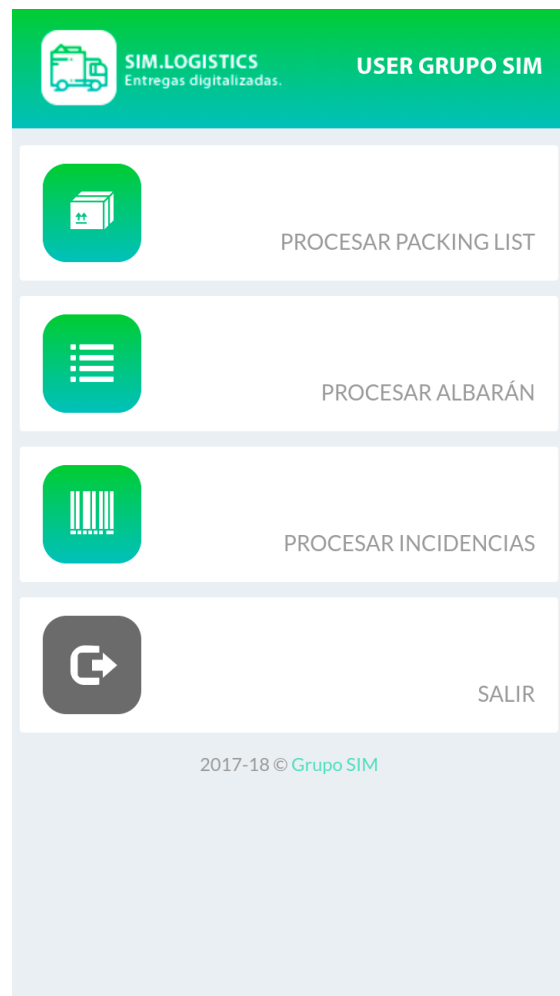 SIM.LOGISTICS
Entregas digitalizadas.
USER GRUPO SIM
PROCESAR PACKING LIST
PROCESAR ALBARÁN
PROCESAR INCIDENCIAS
SALIR
2017-18 © Grupo SIM